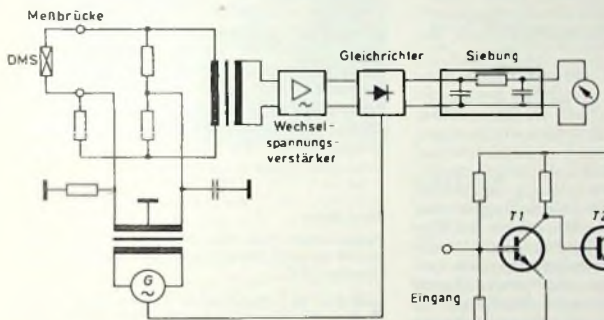 Meßbrücke
DMS
Gleichrichter
Siebung
Wechsel-
spannungs-
verstärker
G
T1
T2
Eingang